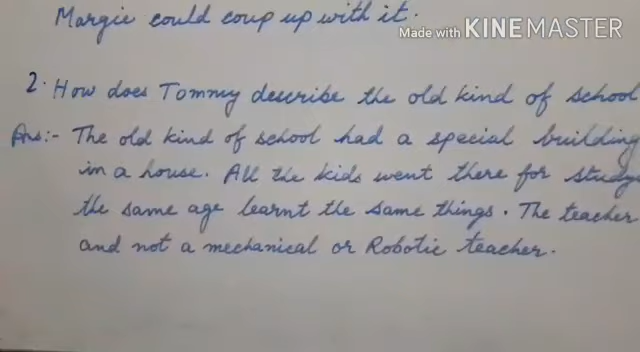 Margie could coup up with it.
Made with KINEMASTER
2. How does Tommy describe the old kind of school
Ans:- The old kind of school had a special building
in a house. All the kids went there for study
the same age learnt the same things. The teacher
and not a mechanical or Robotic teacher.